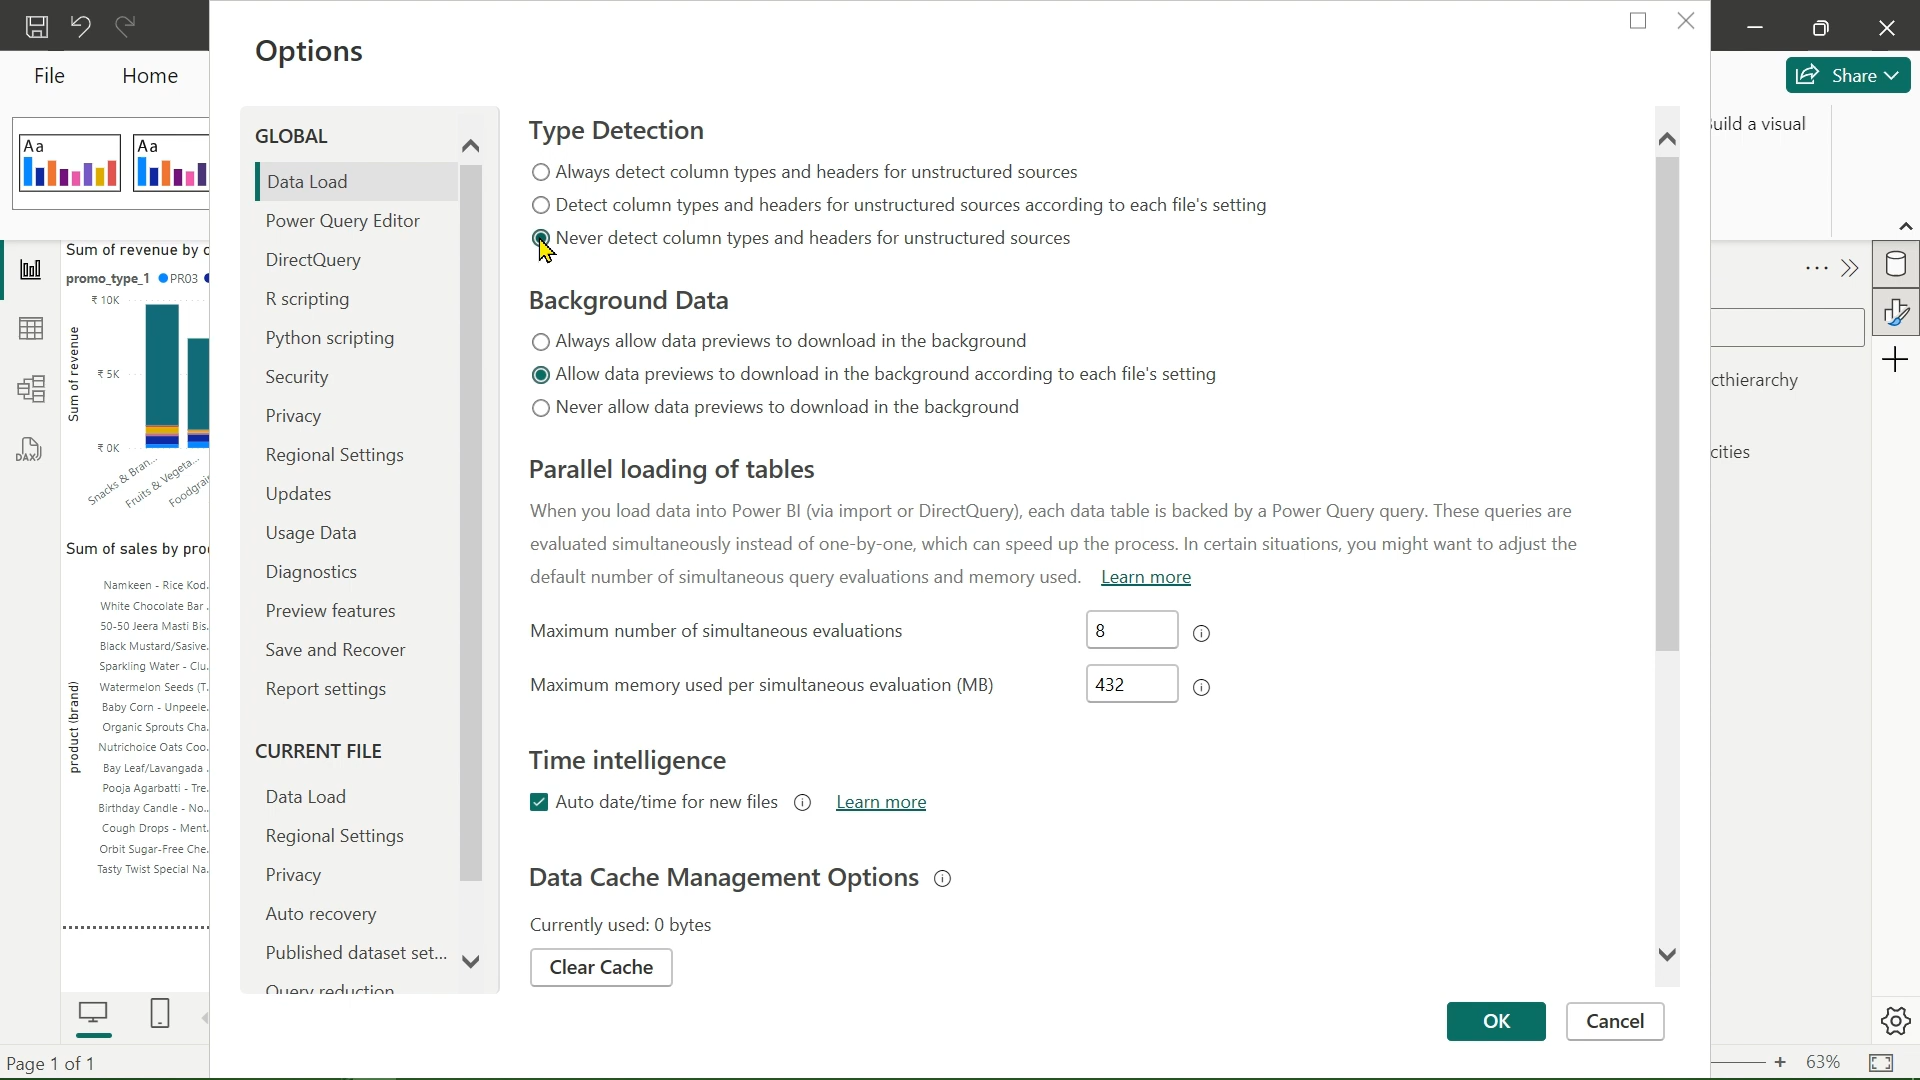 Options
File
Home
Share
Aa
Aa
uild a visual
GLOBAL
Data Load
Power Query Editor
DirectQuery
R scripting
Python scripting
Security
Privacy
Regional Settings
Updates
Usage Data
Diagnostics
Preview features
Save and Recover
Report settings
CURRENT FILE
Data Load
Regional Settings
Privacy
Auto recovery
Published dataset set...
Query reduction
Type Detection
Always detect column types and headers for unstructured sources
Detect column types and headers for unstructured sources according to each file's setting
Never detect column types and headers for unstructured sources
Background Data
Always allow data previews to download in the background
Allow data previews to download in the background according to each file's setting
Never allow data previews to download in the background
Parallel loading of tables
When you load data into Power BI (via import or DirectQuery), each data table is backed by a Power Query query. These queries are
evaluated simultaneously instead of one-by-one, which can speed up the process. In certain situations, you might want to adjust the
default number of simultaneous query evaluations and memory used. Learn more
Maximum number of simultaneous evaluations 8
Maximum memory used per simultaneous evaluation (MB) 432
Time intelligence
Auto date/time for new files Learn more
Data Cache Management Options
Currently used: 0 bytes
Clear Cache
OK
Cancel
Sum of revenue by c
promo_type_1 PR03
Sum of revenue
₹ 10K
₹ 5K
₹ 0K
Snacks & Bran...
Fruits & Vegeta...
Foodgrai
Sum of sales by pro
product (brand)
Namkeen - Rice Kod.
White Chocolate Bar .
50-50 Jeera Masti Bis.
Black Mustard/Sasive.
Sparkling Water - Clu.
Watermelon Seeds (T.
Baby Corn - Unpeele.
Organic Sprouts Cha.
Nutrichoice Oats Coo.
Bay Leaf/Lavangada .
Pooja Agarbatti - Tre.
Birthday Candle - No..
Cough Drops - Ment.
Orbit Sugar-Free Che.
Tasty Twist Special Na.
DAX
cthierarchy
cities
Page 1 of 1
63%